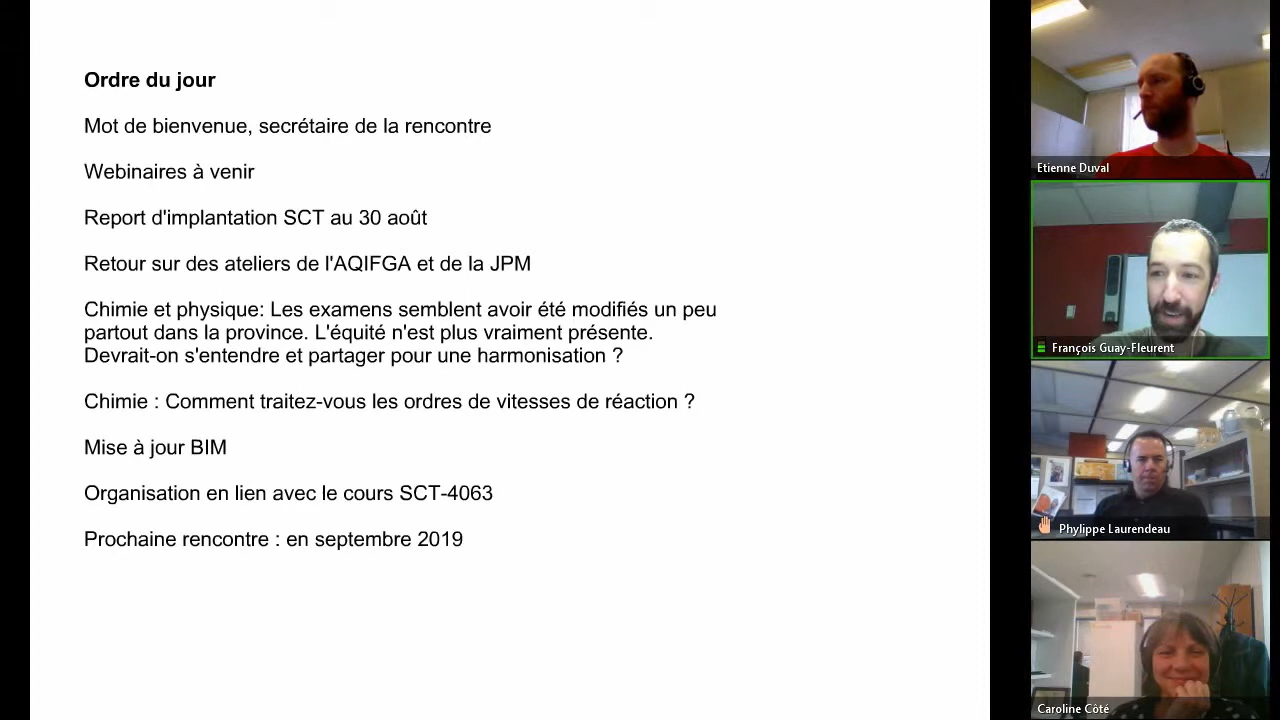 Ordre du jour
Mot de bienvenue, secrétaire de la rencontre
Webinaires à venir
Report d'implantation SCT au 30 août
Retour sur des ateliers de l'AQIFGA et de la JPM
Chimie et physique: Les examens semblent avoir été modifiés un peu
partout dans la province. L'équité n'est plus vraiment présente.
Devrait-on s'entendre et partager pour une harmonisation ?
Chimie : Comment traitez-vous les ordres de vitesses de réaction ?
Mise à jour BIM
Organisation en lien avec le cours SCT-4063
Prochaine rencontre : en septembre 2019
Etienne Duval
François Guay-Fleurent
Phylippe Laurendeau
Caroline Côté